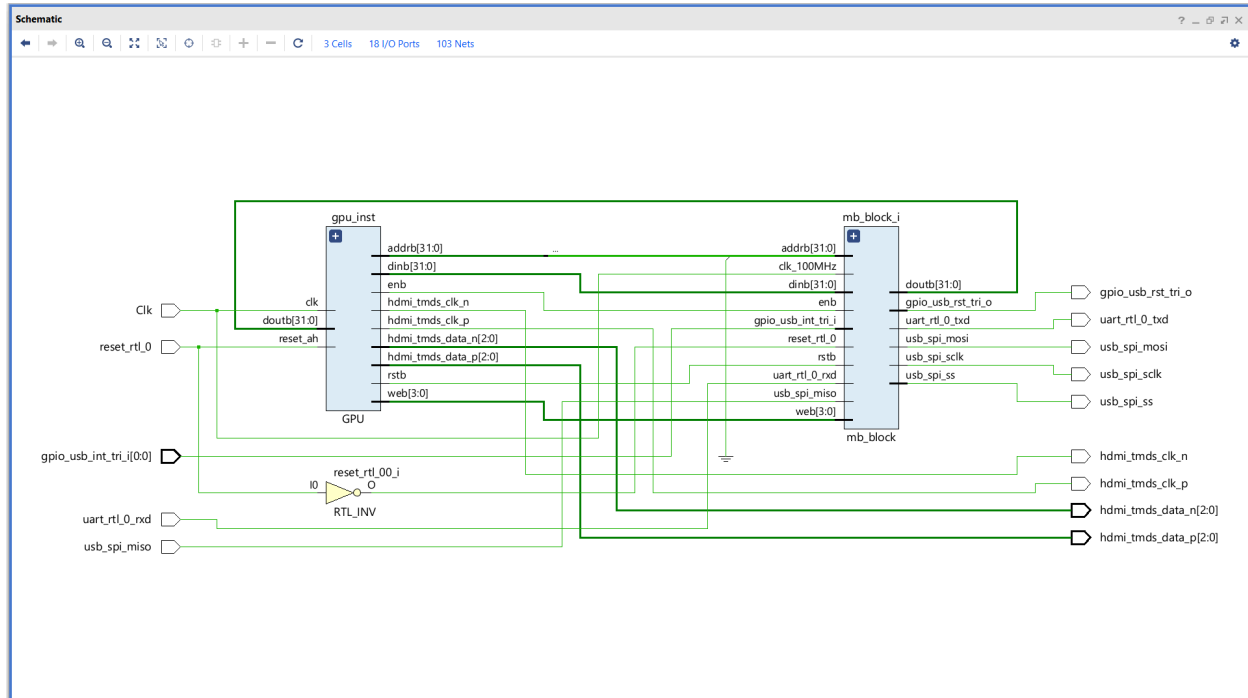 Schematic
3 Cells 18 I/O Ports 103 Nets
gpu_inst
addrb[31:0]
dinb[31:0]
enb
hdmi_tmds_clk_n
hdmi_tmds_clk_p
hdmi_tmds_data_n[2:0]
hdmi_tmds_data_p[2:0]
rstb
web[3:0]
clk
doutb[31:0]
reset_ah
GPU
...
mb_block_i
addrb[31:0]
clk_100MHz
dinb[31:0]
enb
gpio_usb_int_tri_i
reset_rtl_0
rstb
uart_rtl_0_rxd
usb_spi_miso
web[3:0]
doutb[31:0]
gpio_usb_rst_tri_o
uart_rtl_0_txd
usb_spi_mosi
usb_spi_sclk
usb_spi_ss
mb_block
Clk
reset_rtl_0
gpio_usb_int_tri_i[0:0]
uart_rtl_0_rxd
usb_spi_miso
reset_rtl_00_i
I0
O
RTL_INV
gpio_usb_rst_tri_o
uart_rtl_0_txd
usb_spi_mosi
usb_spi_sclk
usb_spi_ss
hdmi_tmds_clk_n
hdmi_tmds_clk_p
hdmi_tmds_data_n[2:0]
hdmi_tmds_data_p[2:0]